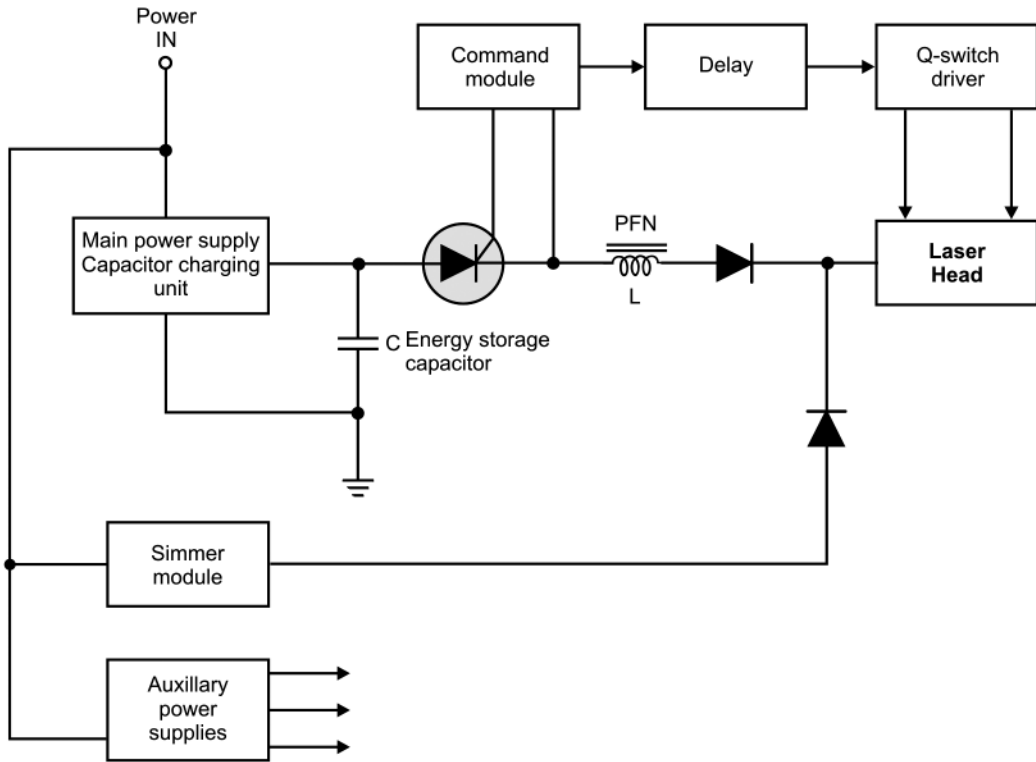 Power
IN
Command
module
Delay
Q-switch
driver
Main power supply
Capacitor charging
unit
PFN
L
Laser
Head
C Energy storage
capacitor
Simmer
module
Auxillary
power
supplies